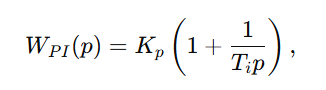 W_{PI}(p) = K_p \left( 1 + \frac{1}{T_i p} \right),